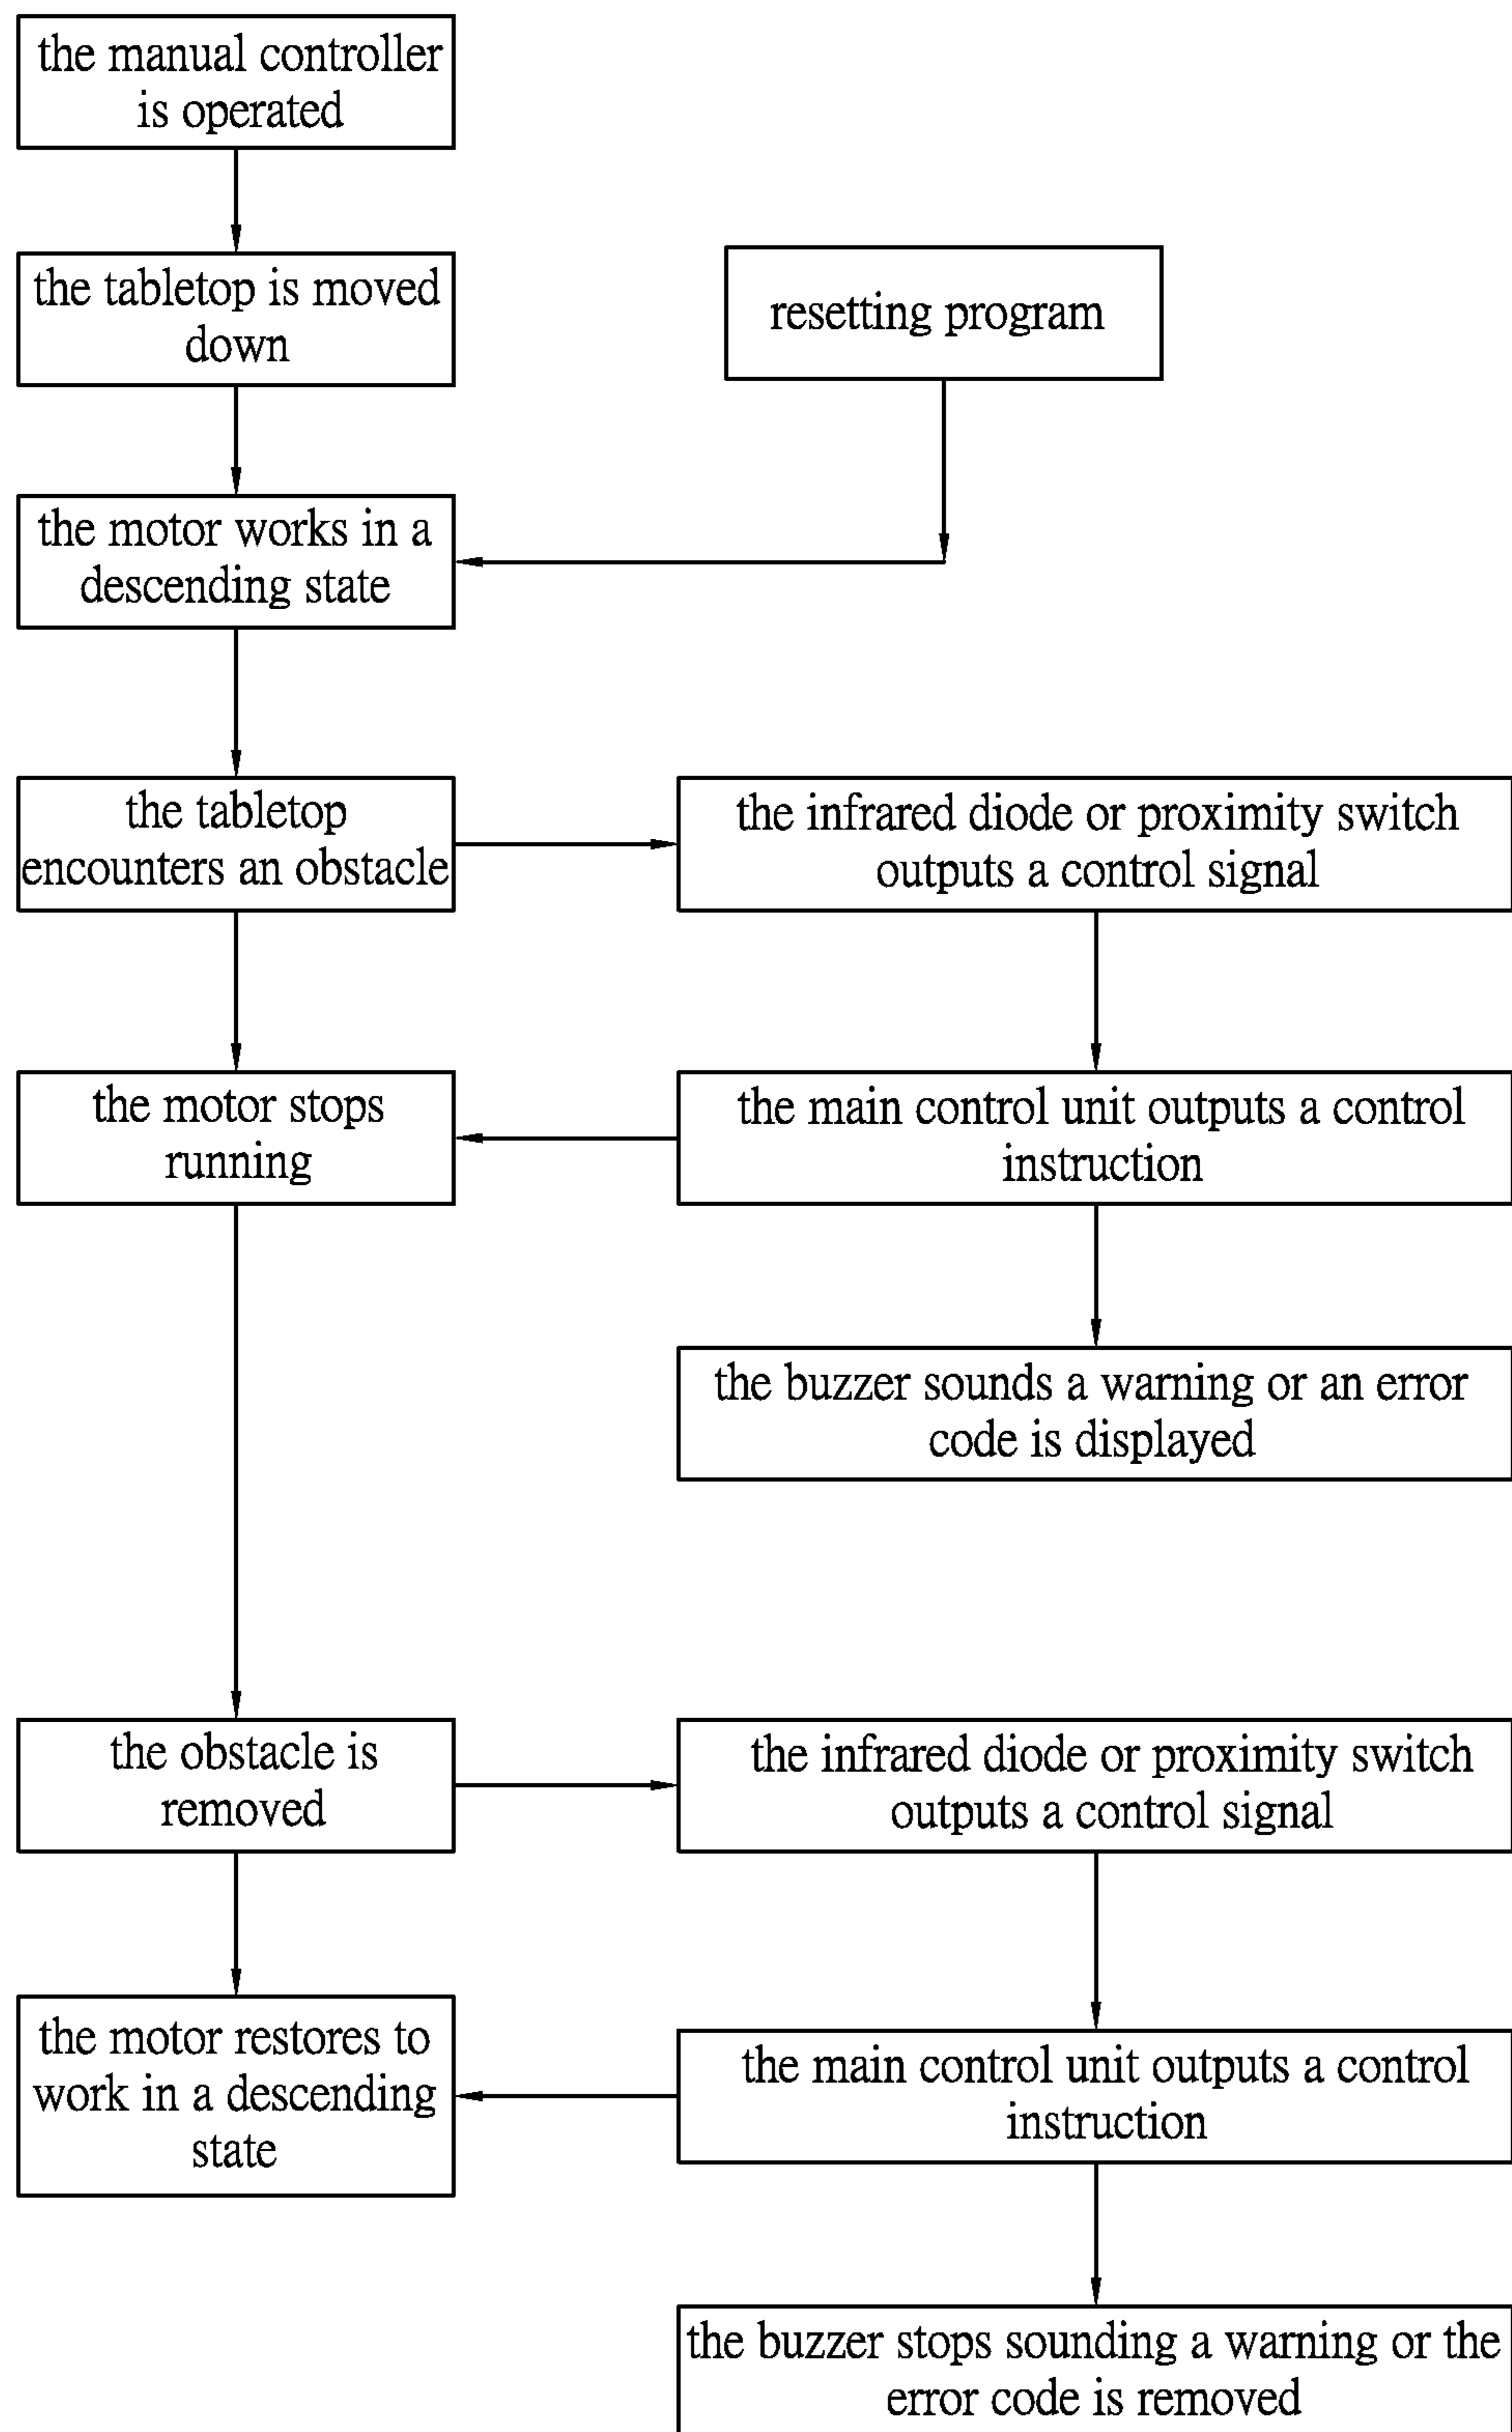 the manual controller
is operated
the tabletop is moved
down
resetting program
the motor works in a
descending state
the tabletop
encounters an obstacle
the infrared diode or proximity switch
outputs a control signal
the motor stops
running
the main control unit outputs a control
instruction
the buzzer sounds a warning or an error
code is displayed
the obstacle is
removed
the infrared diode or proximity switch
outputs a control signal
the motor restores to
work in a descending
state
the main control unit outputs a control
instruction
the buzzer stops sounding a warning or the
error code is removed